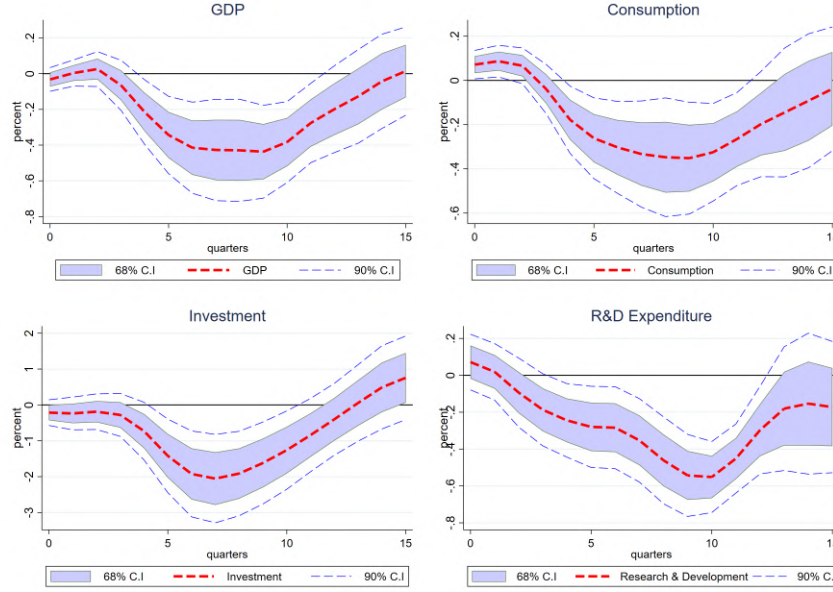 GDP
percent
.2
0
-.2
-.4
-.6
-.8
0 5 10 15
quarters
68% C.I GDP 90% C.I
Consumption
percent
.2
0
-.2
-.4
-.6
0 5 10
quarters
68% C.I Consumption 90% C.I
Investment
percent
2
1
0
-1
-2
-3
0 5 10 15
quarters
68% C.I Investment 90% C.I
R&D Expenditure
percent
.2
0
-.2
-.4
-.6
-.8
0 5 10
quarters
68% C.I Research & Development 90% C.I